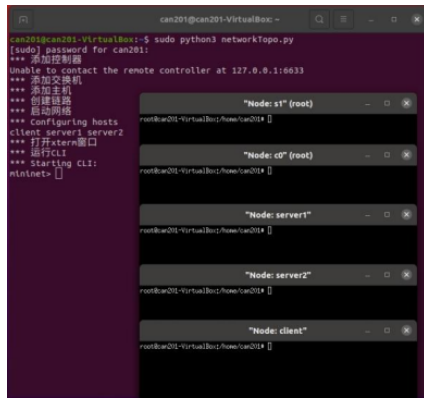 can201@can201-VirtualBox: ~
can201@can201-VirtualBox:~$ sudo python3 networkTopo.py
[sudo] password for can201:
*** 添加控制器
Unable to contact the remote controller at 127.0.0.1:6633
*** 添加交换机
*** 添加主机
*** 创建链路
*** 启动网络
*** Configuring hosts
client server1 server2
*** 打开xterm窗口
*** 运行CLI
*** Starting CLI:
mininet>
"Node: s1" (root)
root@can201-VirtualBox:/home/can201#
"Node: c0" (root)
root@can201-VirtualBox:/home/can201#
"Node: server1"
root@can201-VirtualBox:/home/can201#
"Node: server2"
root@can201-VirtualBox:/home/can201#
"Node: client"
root@can201-VirtualBox:/home/can201#